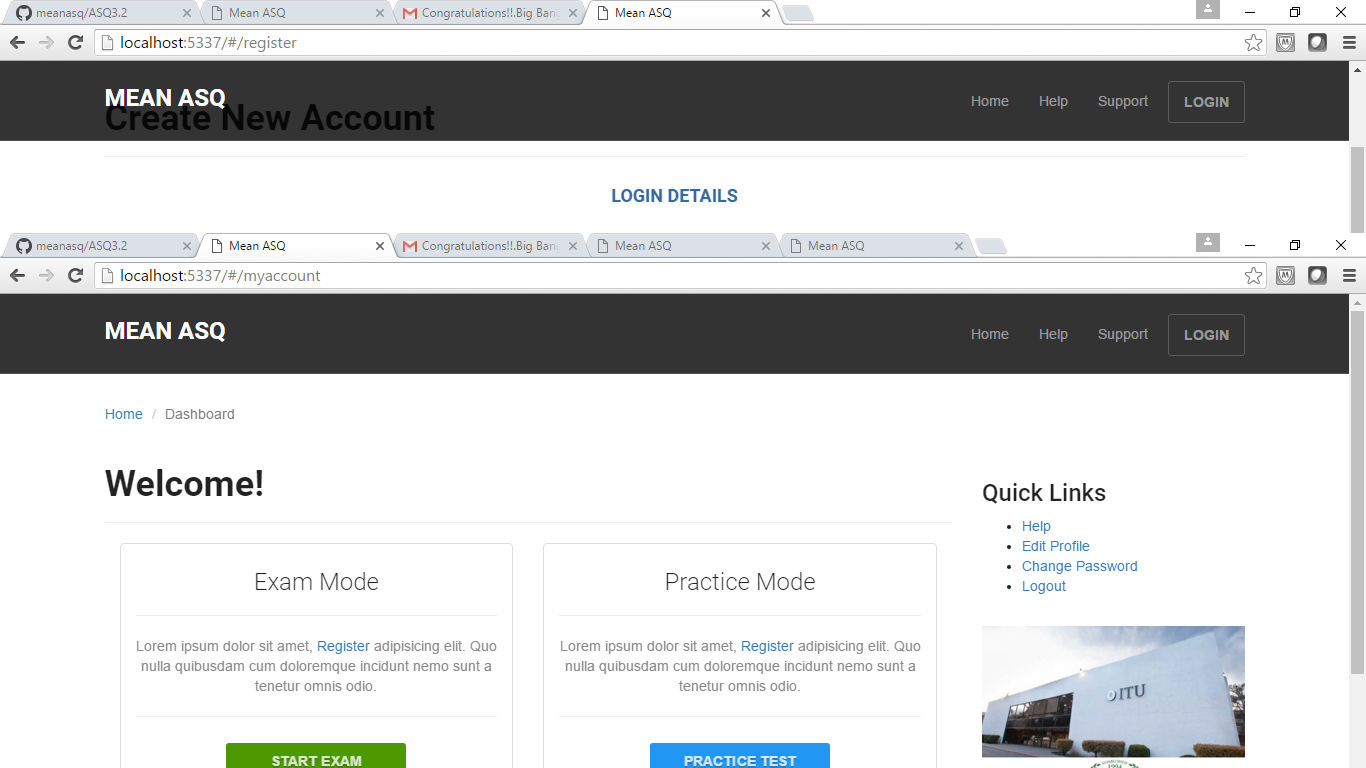 meanasq/ASQ3.2 Mean ASQ Congratulations!!.Big Bang Mean ASQ
localhost:5337/#/register
MEAN ASQ Home Help Support LOGIN
Create New Account
LOGIN DETAILS
meanasq/ASQ3.2 Mean ASQ Congratulations!!.Big Bang Mean ASQ Mean ASQ
localhost:5337/#/myaccount
MEAN ASQ Home Help Support LOGIN
Home / Dashboard
Welcome!
Exam Mode
Lorem ipsum dolor sit amet, Register adipisicing elit. Quo
nulla quibusdam cum doloremque incidunt nemo sunt a
tenetur omnis odio.
START EXAM
Practice Mode
Lorem ipsum dolor sit amet, Register adipisicing elit. Quo
nulla quibusdam cum doloremque incidunt nemo sunt a
tenetur omnis odio.
PRACTICE TEST
Quick Links
Help
Edit Profile
Change Password
Logout
ITU
1994